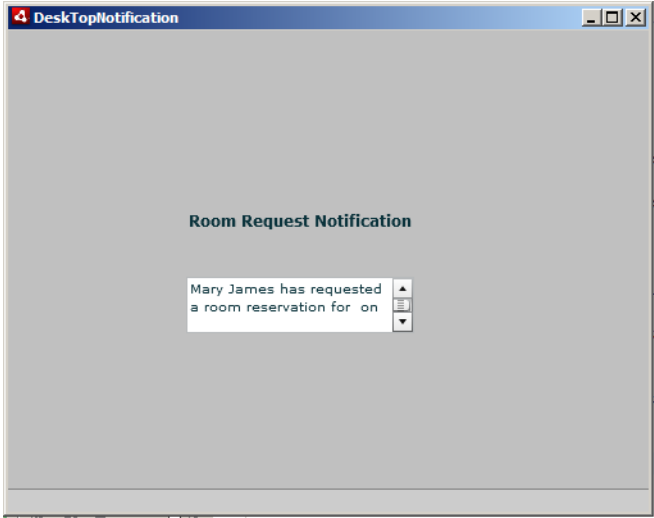 DeskTopNotification
Room Request Notification
Mary James has requested
a room reservation for  on